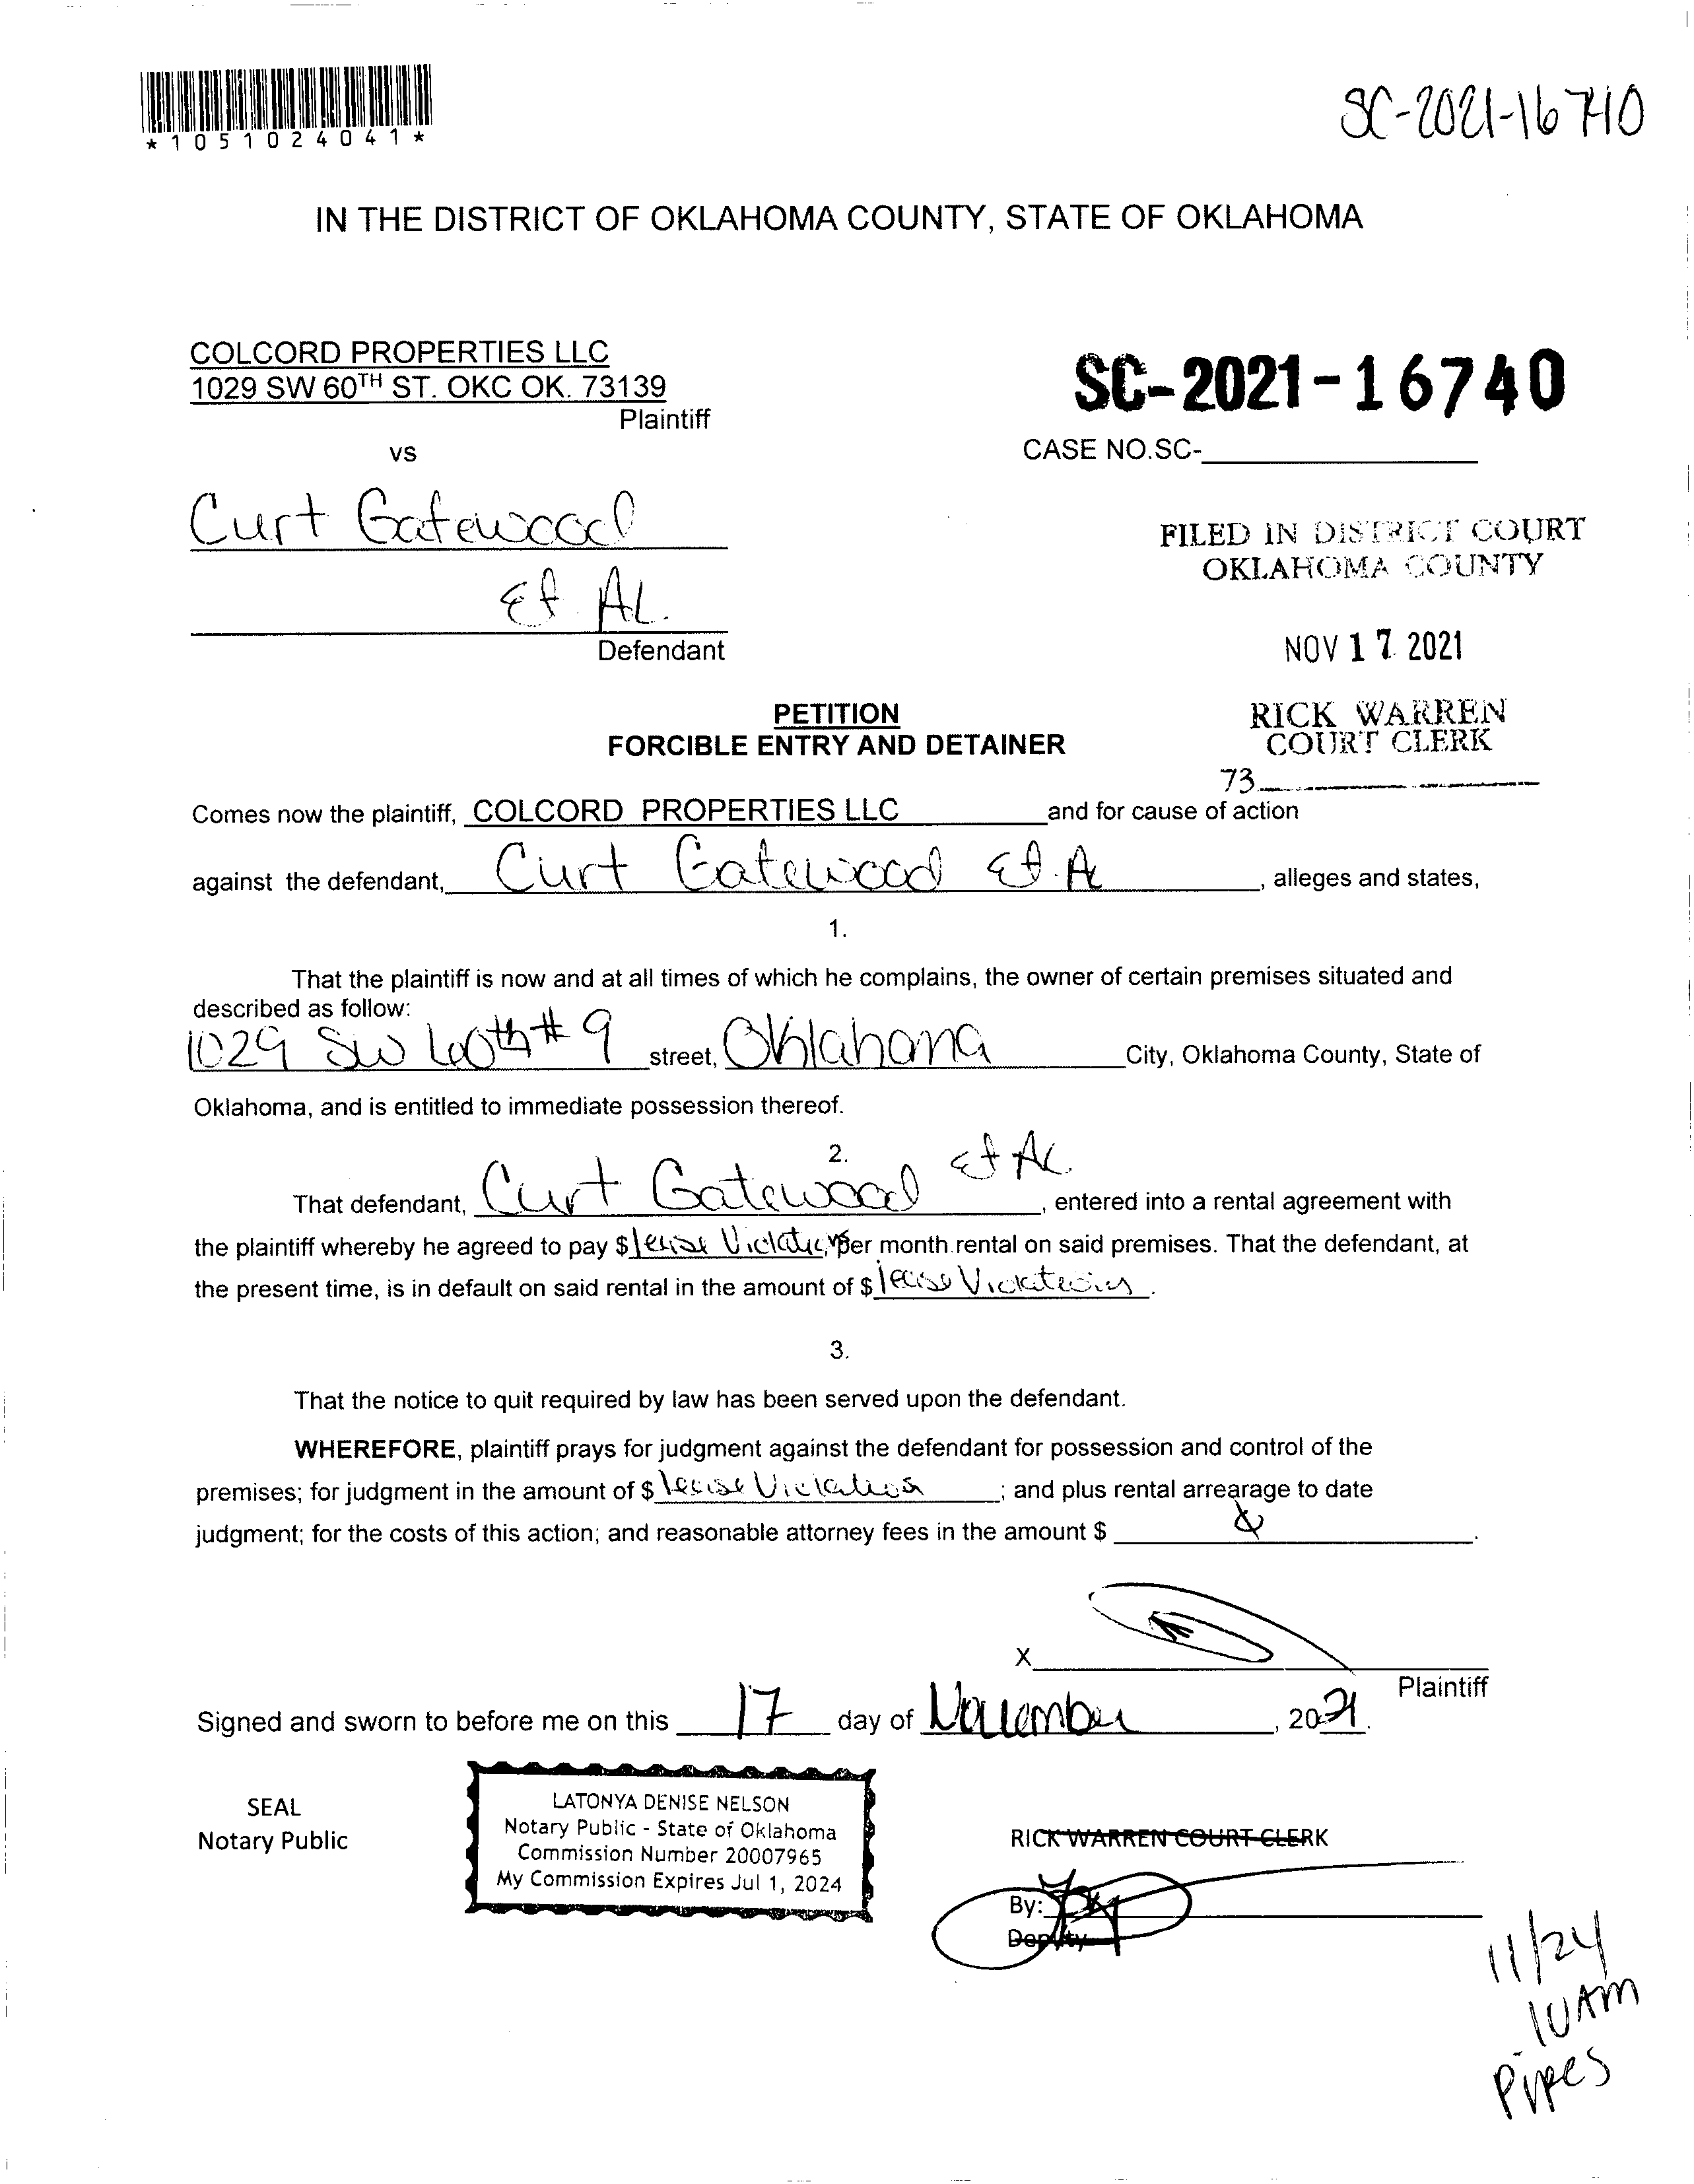 *1051024041*
SC-2021-16740
IN THE DISTRICT OF OKLAHOMA COUNTY, STATE OF OKLAHOMA
COLCORD PROPERTIES LLC
1029 SW 60TH ST. OKC OK. 73139
Plaintiff
SC-2021-16740
vs
CASE NO.SC-
Curt Gatewood
Et. AL.
Defendant
FILED IN DISTRICT COURT
OKLAHOMA COUNTY
NOV 17 2021
RICK WARREN
COURT CLERK
73
PETITION
FORCIBLE ENTRY AND DETAINER
Comes now the plaintiff, COLCORD PROPERTIES LLC and for cause of action
against the defendant, Curt Gatewood Et. A , alleges and states,
1.
That the plaintiff is now and at all times of which he complains, the owner of certain premises situated and
described as follow:
1029 SW 60th # 9 street, Oklahoma City, Oklahoma County, State of
Oklahoma, and is entitled to immediate possession thereof.
2.
That defendant, Curt Gatewood Et AL. , entered into a rental agreement with
the plaintiff whereby he agreed to pay $ lease Violations per month rental on said premises. That the defendant, at
the present time, is in default on said rental in the amount of $ lease Violations .
3.
That the notice to quit required by law has been served upon the defendant.
WHEREFORE, plaintiff prays for judgment against the defendant for possession and control of the
premises; for judgment in the amount of $ lease Violations ; and plus rental arrearage to date
judgment; for the costs of this action; and reasonable attorney fees in the amount $ .
X
Plaintiff
Signed and sworn to before me on this 17 day of November , 2021.
SEAL
Notary Public
LATONYA DENISE NELSON
Notary Public - State of Oklahoma
Commission Number 20007965
My Commission Expires Jul 1, 2024
RICK WARREN COURT CLERK
By:
Deputy
11/24
10AM
Pipes